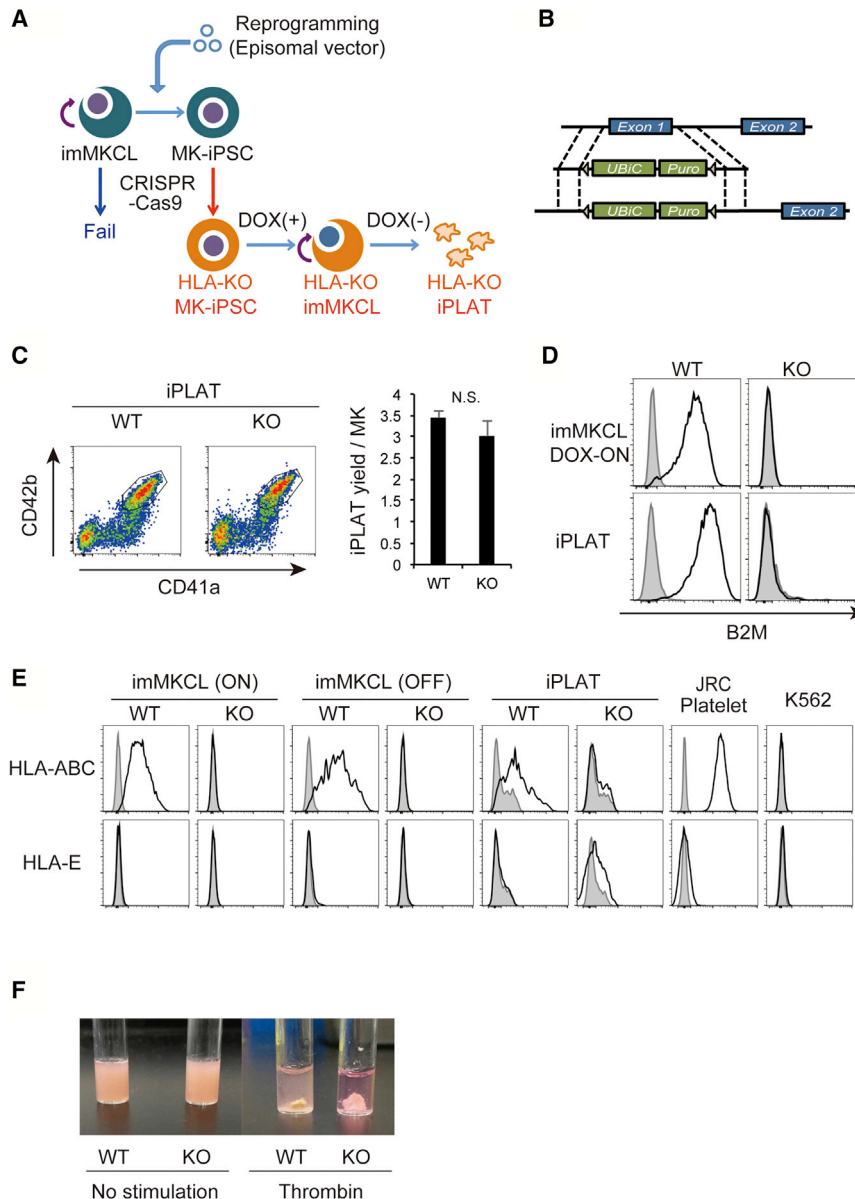 A
Reprogramming
(Episomal vector)
imMKCL
MK-iPSC
CRISPR
-Cas9
Fail
DOX(+)
DOX(-)
HLA-KO
MK-iPSC
HLA-KO
imMKCL
HLA-KO
iPLAT
B
Exon 1
Exon 2
UBiC
Puro
UBiC
Puro
Exon 2
C
iPLAT
WT
KO
CD42b
CD41a
N.S.
iPLAT yield / MK
4
3.5
3
2.5
2
1.5
1
0.5
0
WT
KO
D
WT
KO
imMKCL
DOX-ON
iPLAT
B2M
E
imMKCL (ON)
imMKCL (OFF)
iPLAT
JRC
Platelet
K562
WT
KO
WT
KO
WT
KO
HLA-ABC
HLA-E
F
WT
KO
WT
KO
No stimulation
Thrombin